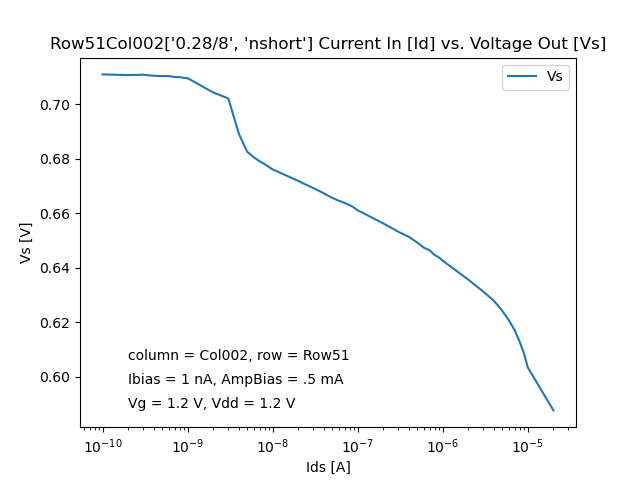 Row51Col002['0.28/8', 'nshort'] Current In [Id] vs. Voltage Out [Vs]
Vs
0.70
0.68
0.66
0.64
0.62
0.60
Vs [V]
column = Col002, row = Row51
Ibias = 1 nA, AmpBias = .5 mA
Vg = 1.2 V, Vdd = 1.2 V
10⁻¹⁰ 10⁻⁹ 10⁻⁸ 10⁻⁷ 10⁻⁶ 10⁻⁵
Ids [A]